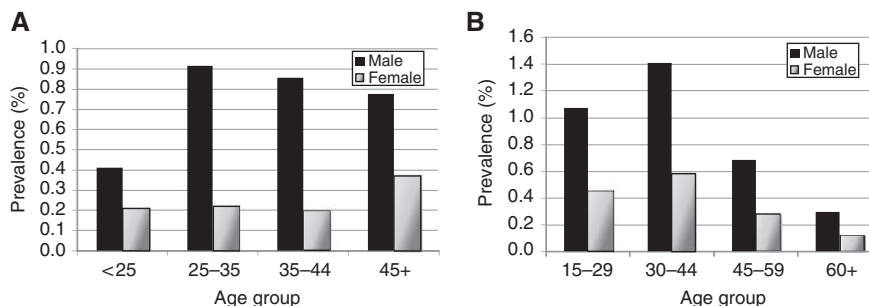 A
Prevalence (%)
1.0
0.9
0.8
0.7
0.6
0.5
0.4
0.3
0.2
0.1
0.0
Male
Female
<25 25–35 35–44 45+
Age group
B
Prevalence (%)
1.6
1.4
1.2
1.0
0.8
0.6
0.4
0.2
0.0
Male
Female
15–29 30–44 45–59 60+
Age group